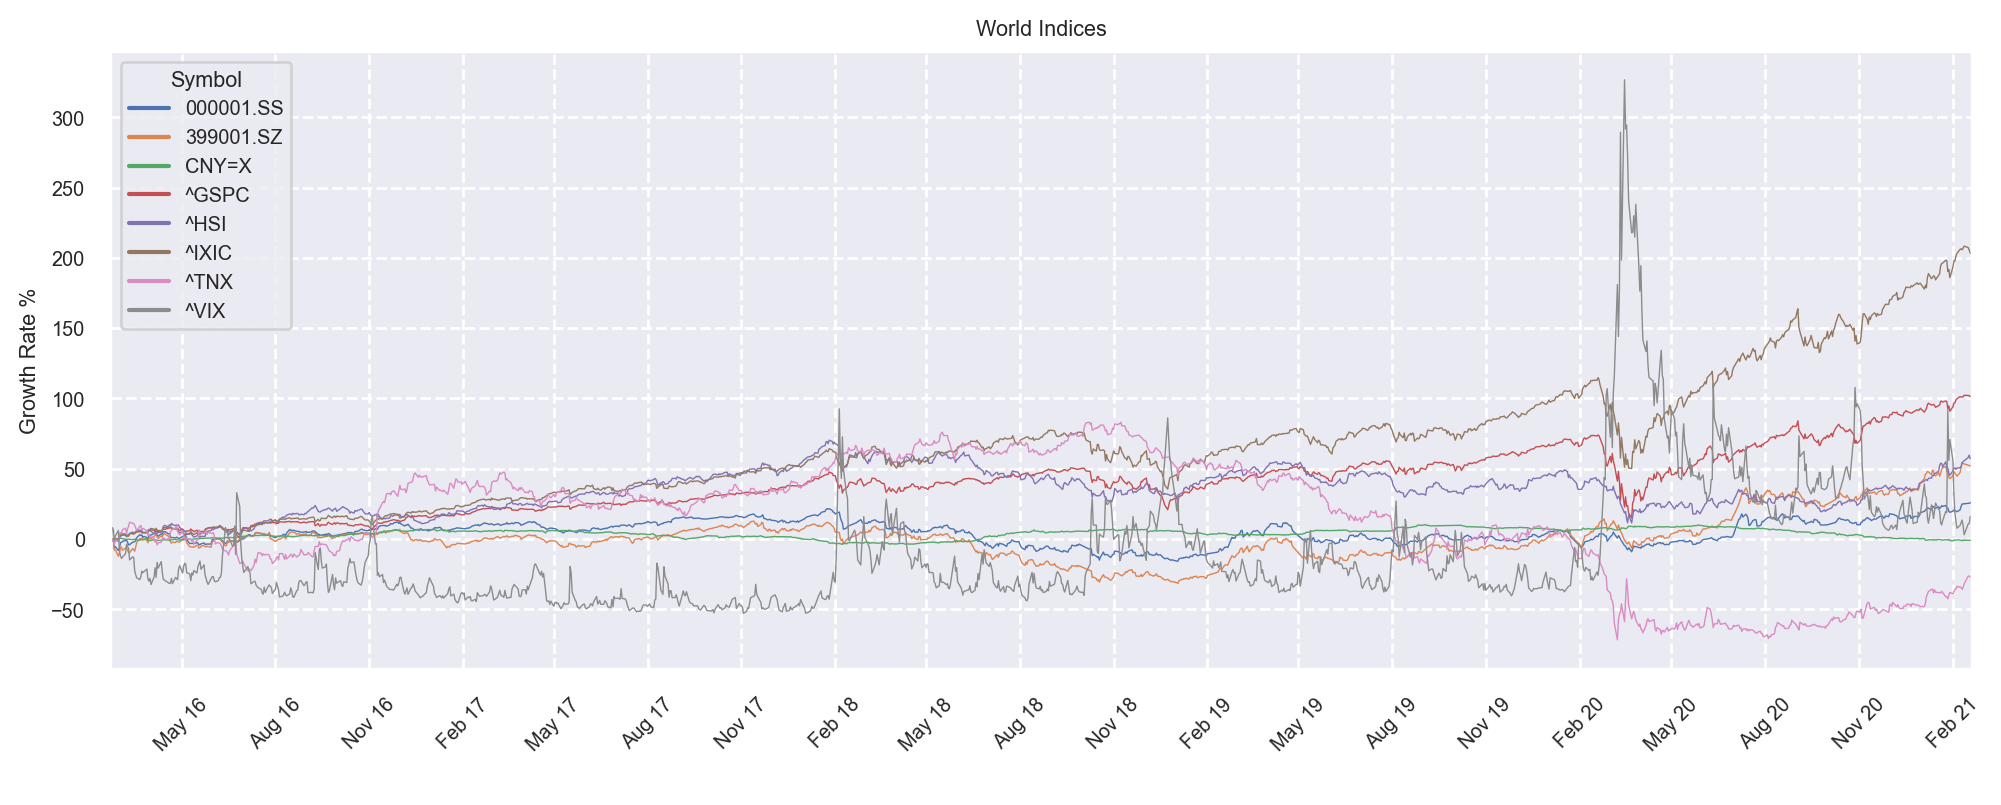 World Indices
Symbol
000001.SS
399001.SZ
CNY=X
^GSPC
^HSI
^IXIC
^TNX
^VIX
Growth Rate %
300
250
200
150
100
50
0
−50
May 16
Aug 16
Nov 16
Feb 17
May 17
Aug 17
Nov 17
Feb 18
May 18
Aug 18
Nov 18
Feb 19
May 19
Aug 19
Nov 19
Feb 20
May 20
Aug 20
Nov 20
Feb 21